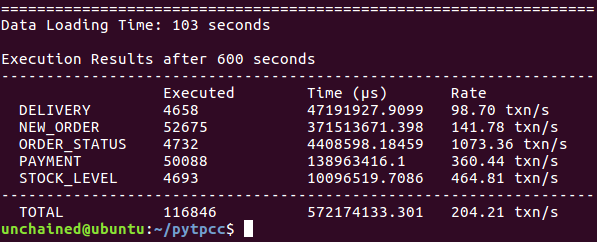 ==================================================================
Data Loading Time: 103 seconds
Execution Results after 600 seconds
------------------------------------------------------------------
Executed Time (µs) Rate
DELIVERY 4658 47191927.9099 98.70 txn/s
NEW_ORDER 52675 371513671.398 141.78 txn/s
ORDER_STATUS 4732 4408598.18459 1073.36 txn/s
PAYMENT 50088 138963416.1 360.44 txn/s
STOCK_LEVEL 4693 10096519.7086 464.81 txn/s
------------------------------------------------------------------
TOTAL 116846 572174133.301 204.21 txn/s
unchained@ubuntu:~/pytpcc$